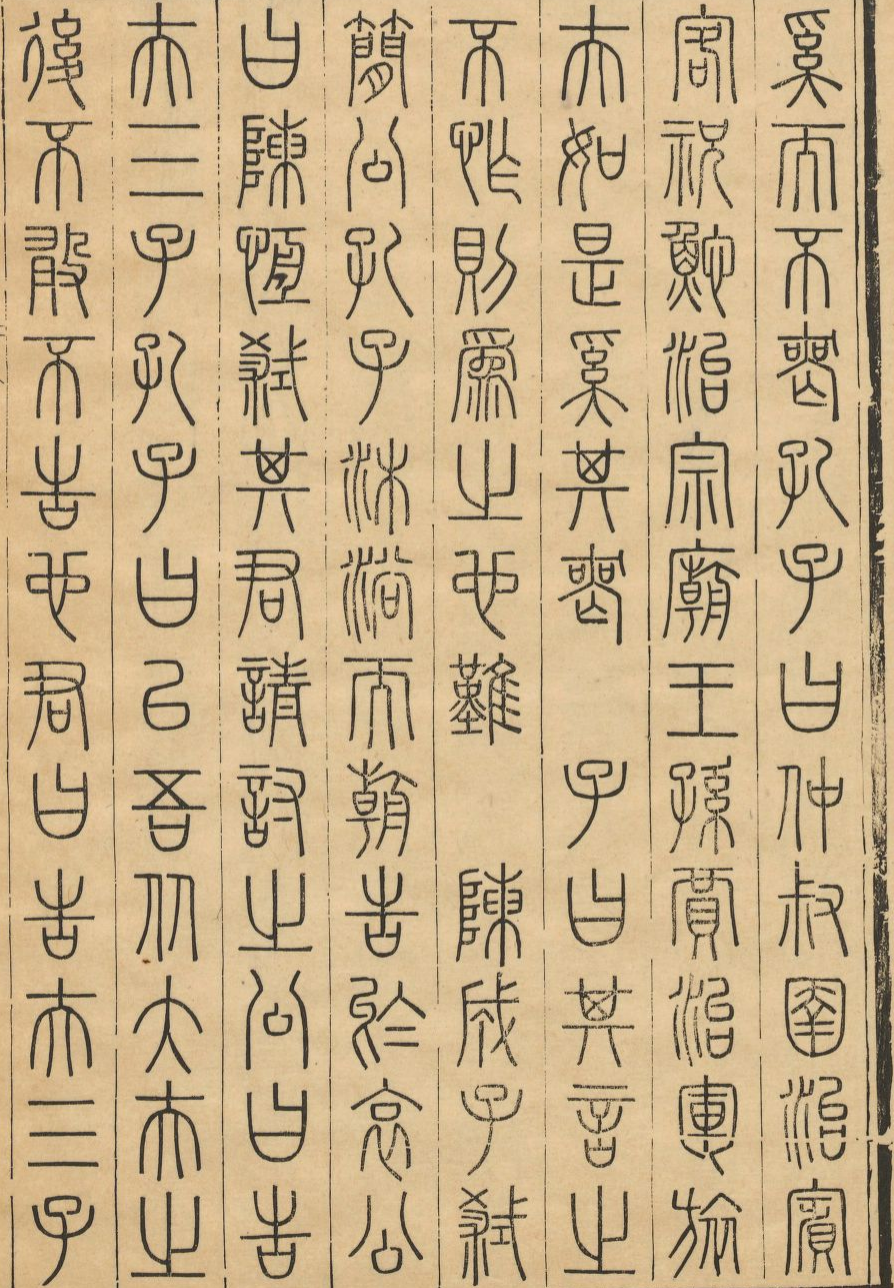 奚而不喪孔子曰仲叔圉治賓
客祝鮀治宗廟王孫賈治軍旅
夫如是奚其喪　子曰其言之
不怍則爲之也難　陳成子弒
簡公孔子沐浴而朝告於哀公
曰陳恆弒其君請討之公曰告
夫三子孔子曰以吾从大夫之
後不敢不告也君曰告夫三子